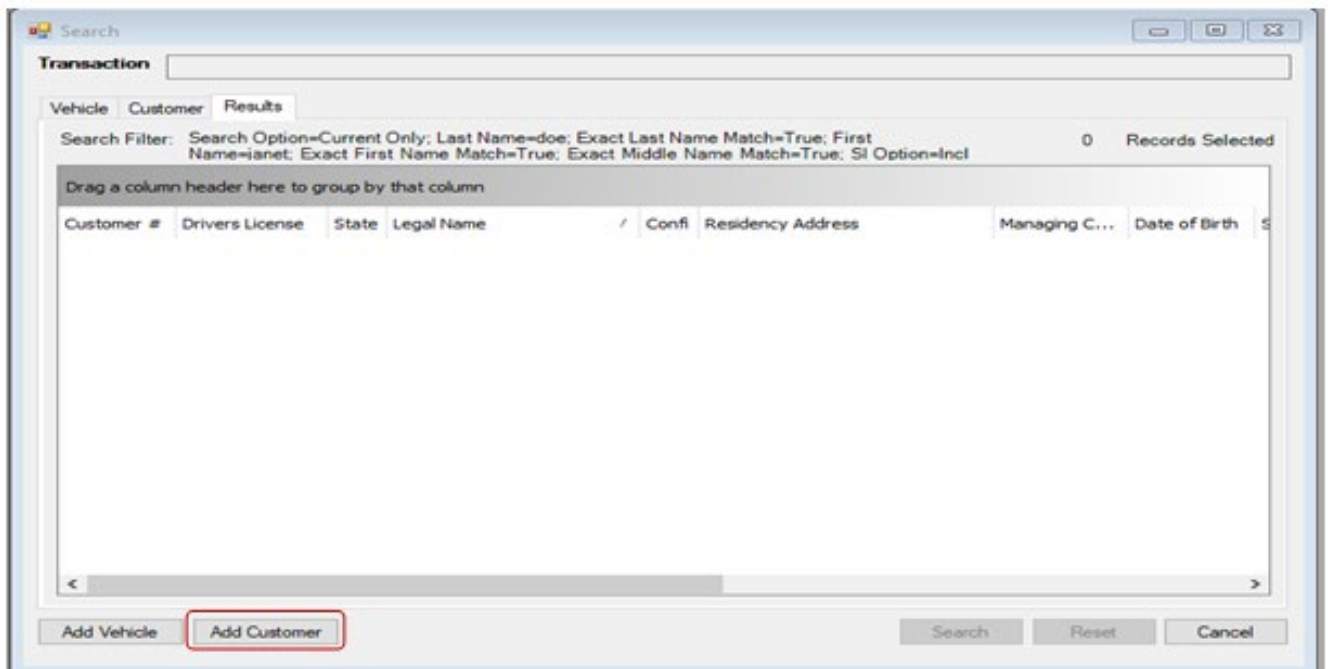 Search
Transaction
Vehicle Customer Results
Search Filter: Search Option=Current Only; Last Name=doe; Exact Last Name Match=True; First
Name=janet; Exact First Name Match=True; Exact Middle Name Match=True; SI Option=Incl
0 Records Selected
Drag a column header here to group by that column
Customer # Drivers License State Legal Name / Confi Residency Address Managing C... Date of Birth S
Add Vehicle Add Customer Search Reset Cancel